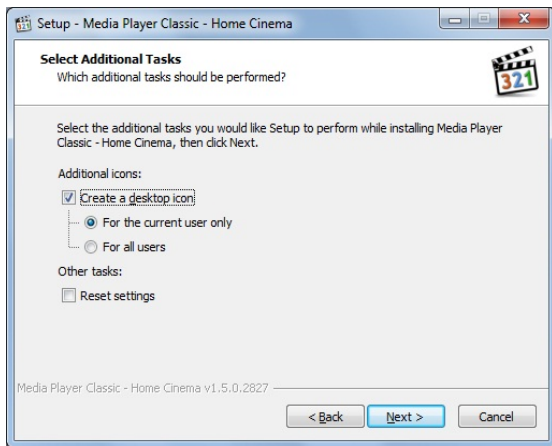 Setup - Media Player Classic - Home Cinema
Select Additional Tasks
Which additional tasks should be performed?
321
Select the additional tasks you would like Setup to perform while installing Media Player
Classic - Home Cinema, then click Next.
Additional icons:
Create a desktop icon
For the current user only
For all users
Other tasks:
Reset settings
Media Player Classic - Home Cinema v1.5.0.2827
< Back Next > Cancel